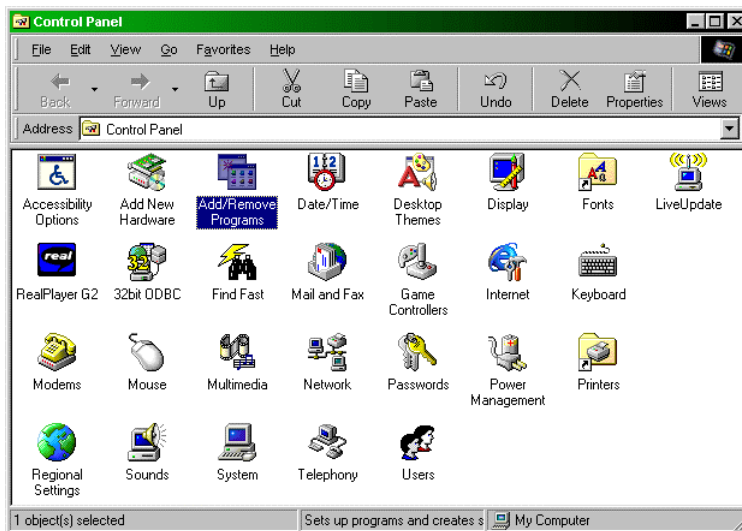 Control Panel
File Edit View Go Favorites Help
Back Forward Up Cut Copy Paste Undo Delete Properties Views
Address Control Panel
Accessibility Options
Add New Hardware
Add/Remove Programs
Date/Time
Desktop Themes
Display
Fonts
LiveUpdate
real
RealPlayer G2
32
32bit ODBC
Find Fast
Mail and Fax
Game Controllers
Internet
Keyboard
Modems
Mouse
Multimedia
Network
Passwords
Power Management
Printers
Regional Settings
Sounds
System
Telephony
Users
1 object(s) selected
Sets up programs and creates s
My Computer